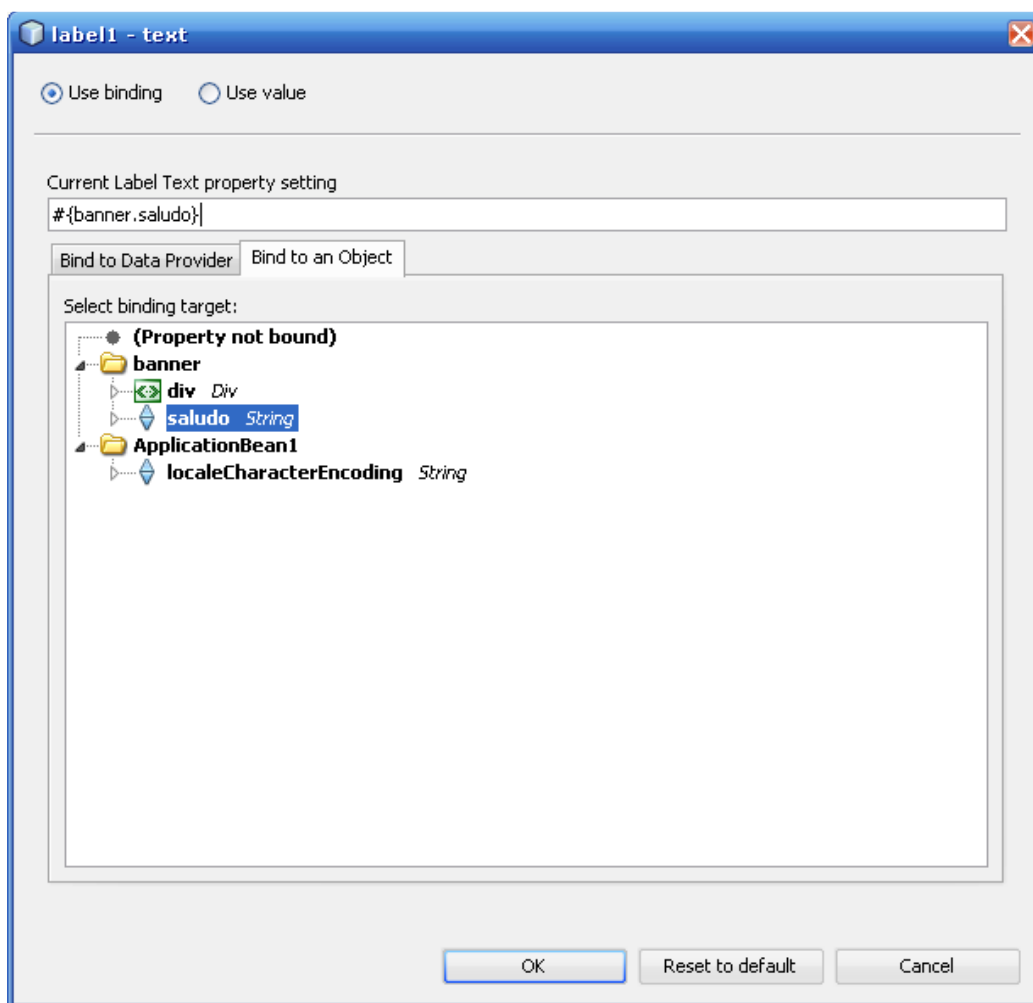 label1 - text
Use binding Use value
Current Label Text property setting
#{banner.saludo}
Bind to Data Provider Bind to an Object
Select binding target:
(Property not bound)
banner
div Div
saludo String
ApplicationBean1
localeCharacterEncoding String
OK Reset to default Cancel